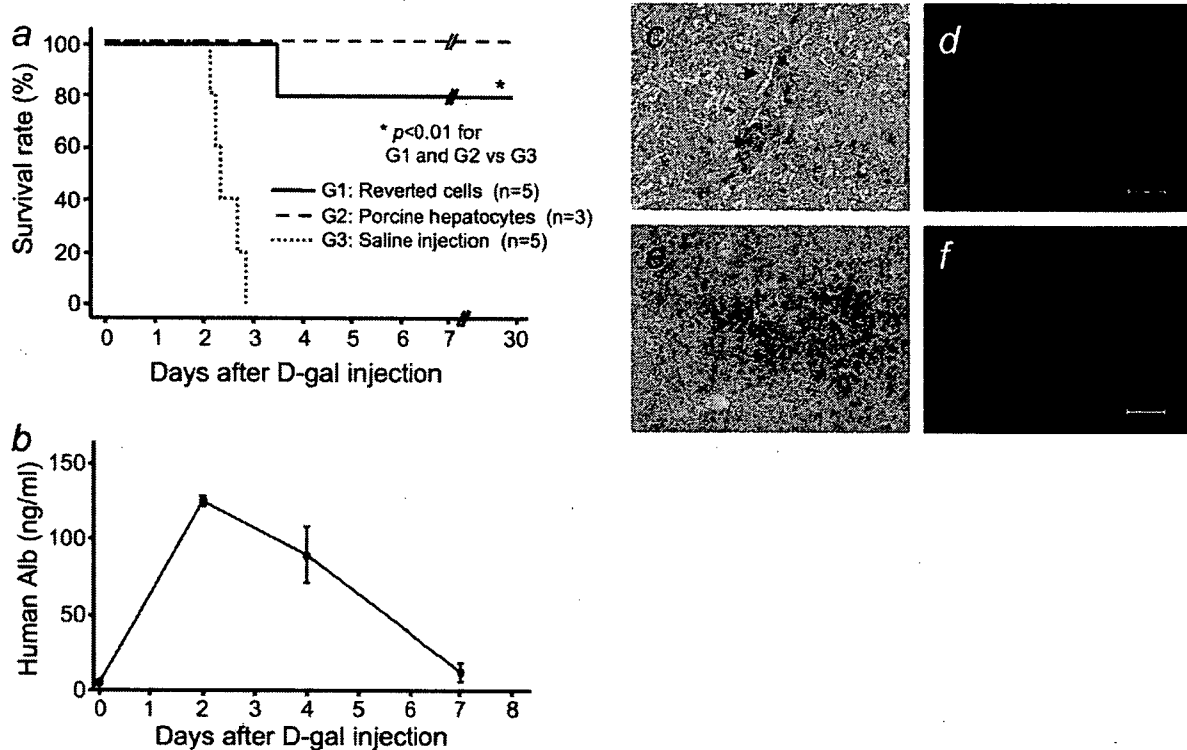 a
Survival rate (%)
100
80
60
40
20
0
*
* p<0.01 for
G1 and G2 vs G3
G1: Reverted cells (n=5)
G2: Porcine hepatocytes (n=3)
G3: Saline injection (n=5)
0 1 2 3 4 5 6 7 30
Days after D-gal injection
b
Human Alb (ng/ml)
150
100
50
0
0 1 2 3 4 5 6 7 8
Days after D-gal injection
c
d
e
f